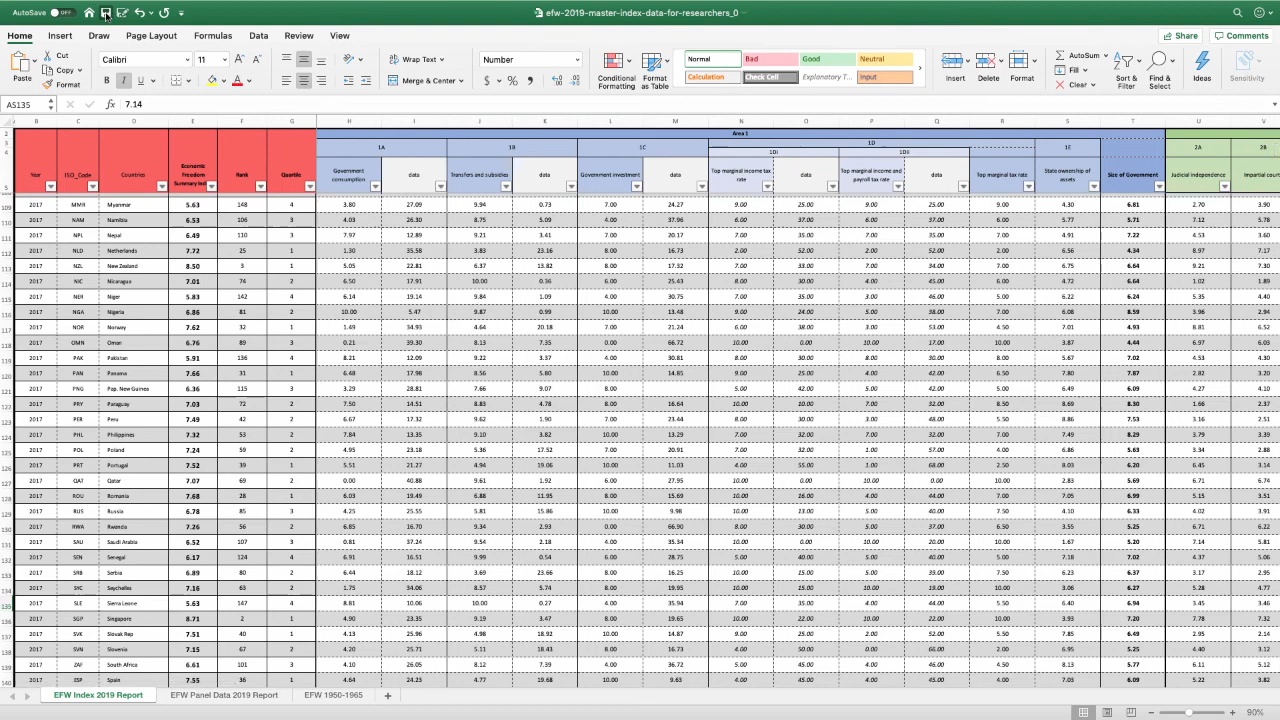 AutoSave OFF efw-2019-master-index-data-for-researchers_0
Home Insert Draw Page Layout Formulas Data Review View Share Comments
Paste Cut Copy Format Calibri 11 B I U Wrap Text Merge & Center Number $ % Conditional Formatting Format as Table Normal Bad Good Neutral Calculation Check Cell Explanatory T... Input Insert Delete Format AutoSum Fill Clear Sort & Filter Find & Select Ideas Sensitivity
AS135 fx 7.14
B C D E F G H I J K L M N O P Q R S T U V
2 Area 1
3 1A 1B 1C 1D 1E 2A 2B
4 1Di 1Dii
5 Year ISO_Code Countries Economic Freedom Summary Ind Rank Quartile Government consumption data Transfers and subsidies data Government investment data Top marginal income tax rate data Top marginal income and payroll tax rate data Top marginal tax rate State ownership of assets Size of Government Judicial independence Impartial cour
109 2017 MMR Myanmar 5.63 148 4 3.80 27.09 9.94 0.73 7.00 24.27 9.00 25.00 9.00 25.00 9.00 4.30 6.81 2.70 3.90
110 2017 NAM Namibia 6.53 106 3 4.03 26.30 8.75 5.09 4.00 37.96 6.00 37.00 6.00 37.00 6.00 5.77 5.71 7.12 5.78
111 2017 NPL Nepal 6.49 110 3 7.97 12.89 9.21 3.41 7.00 20.17 7.00 35.00 7.00 35.00 7.00 4.91 7.22 4.53 3.60
112 2017 NLD Netherlands 7.72 25 1 1.30 35.58 3.83 23.16 8.00 16.73 2.00 52.00 2.00 52.00 2.00 6.56 4.34 8.97 7.17
113 2017 NZL New Zealand 8.50 3 1 5.05 22.81 6.37 13.82 8.00 17.32 7.00 33.00 7.00 34.00 7.00 6.75 6.64 9.21 7.30
114 2017 NIC Nicaragua 7.01 74 2 6.50 17.91 10.00 0.36 6.00 25.43 8.00 30.00 4.00 45.00 6.00 4.72 6.64 1.02 1.89
115 2017 NER Niger 5.83 142 4 6.14 19.14 9.84 1.09 4.00 30.75 7.00 35.00 3.00 46.00 5.00 6.22 6.24 5.35 4.40
116 2017 NGA Nigeria 6.86 81 2 10.00 5.47 9.87 0.99 10.00 13.48 9.00 24.00 5.00 38.00 7.00 6.08 8.59 3.96 2.94
117 2017 NOR Norway 7.62 32 1 1.49 34.93 4.64 20.18 7.00 21.24 6.00 38.00 3.00 53.00 4.50 7.01 4.93 8.81 6.52
118 2017 OMN Oman 6.76 89 3 0.21 39.30 8.13 7.35 0.00 66.72 10.00 0.00 10.00 17.00 10.00 3.87 4.44 6.97 6.03
119 2017 PAK Pakistan 5.91 136 4 8.21 12.09 9.22 3.37 4.00 30.81 8.00 30.00 8.00 30.00 8.00 5.67 7.02 4.53 4.30
120 2017 PAN Panama 7.66 31 1 6.48 17.98 8.56 5.80 10.00 14.85 9.00 25.00 4.00 40.00 6.50 7.80 7.87 2.82 3.20
121 2017 PNG Pap. New Guinea 6.36 115 3 3.29 28.81 7.66 9.07 8.00 5.00 42.00 5.00 42.00 5.00 6.49 6.09 4.27 4.10
122 2017 PRY Paraguay 7.03 72 2 7.50 14.51 8.83 4.78 8.00 16.64 10.00 10.00 7.00 32.00 8.50 8.69 8.30 1.66 2.37
123 2017 PER Peru 7.49 42 2 6.67 17.32 9.62 1.90 7.00 23.44 8.00 30.00 3.00 48.00 5.50 8.86 7.53 3.16 2.91
124 2017 PHL Philippines 7.32 53 2 7.84 13.35 9.10 3.82 10.00 13.29 7.00 32.00 7.00 32.00 7.00 7.49 8.29 3.79 3.39
125 2017 POL Poland 7.24 59 2 4.95 23.18 5.36 17.52 7.00 20.91 7.00 32.00 2.00 56.00 4.50 6.36 5.63 3.34 2.88
126 2017 PRT Portugal 7.52 39 1 5.51 21.27 4.94 19.06 10.00 11.03 4.00 55.00 1.00 68.00 2.50 8.03 6.20 6.45 3.14
127 2017 QAT Qatar 7.07 69 2 0.00 40.88 9.91 0.83 0.00 57.69 10.00 0.00 10.00 0.00 10.00 2.83 5.69 6.71 6.74
128 2017 ROU Romania 7.68 28 1 6.03 19.49 6.88 11.95 8.00 15.69 10.00 16.00 4.00 44.00 7.00 7.05 6.99 5.15 3.51
129 2017 RUS Russia 6.78 85 3 4.25 25.55 5.81 15.86 10.00 9.98 10.00 13.00 5.00 40.00 7.50 4.10 6.33 4.02 3.91
130 2017 RWA Rwanda 7.26 56 2 6.85 16.70 9.34 2.93 0.00 66.90 8.00 30.00 5.00 37.00 6.50 3.55 5.25 6.71 6.22
131 2017 SAU Saudi Arabia 6.52 107 3 0.81 37.24 9.54 2.18 4.00 35.34 10.00 0.00 10.00 20.00 10.00 1.67 5.20 7.14 5.81
132 2017 SEN Senegal 6.17 124 4 6.91 16.51 9.99 0.54 6.00 28.75 5.00 40.00 5.00 40.00 5.00 7.18 7.02 4.37 5.06
133 2017 SRB Serbia 6.89 80 2 6.44 18.12 3.69 23.66 8.00 16.25 10.00 15.00 5.00 39.00 7.50 6.23 6.37 3.17 2.95
134 2017 SYC Seychelles 7.16 63 2 1.75 34.06 8.57 5.73 8.00 19.95 10.00 15.00 10.00 19.00 10.00 3.06 6.27 5.28 4.77
135 2017 SLE Sierra Leone 5.63 147 4 8.81 10.06 10.00 0.27 4.00 35.94 7.00 35.00 4.00 44.00 5.50 6.40 6.94 3.45 3.46
136 2017 SGP Singapore 8.71 2 1 4.00 23.35 9.19 3.47 8.00 19.65 10.00 22.00 10.00 22.00 10.00 3.93 7.20 7.78 7.32
137 2017 SVK Slovak Rep 7.51 40 1 4.13 25.96 4.98 18.92 10.00 14.87 9.00 25.00 2.00 52.00 5.50 7.85 6.49 2.95 2.14
138 2017 SVN Slovenia 7.15 67 2 4.20 25.71 5.11 18.43 8.00 16.73 4.00 50.00 0.00 66.00 2.00 6.95 5.25 4.40 3.12
139 2017 ZAF South Africa 6.61 101 3 4.10 26.05 8.12 7.39 4.00 36.72 5.00 45.00 4.00 45.00 4.50 8.13 5.77 6.11 5.12
140 2017 ESP Spain 7.55 36 1 4.64 24.24 4.77 19.68 10.00 9.63 4.00 45.00 4.00 45.00 4.00 7.03 6.09 5.22 3.82
EFW Index 2019 Report EFW Panel Data 2019 Report EFW 1950-1965 +
90%